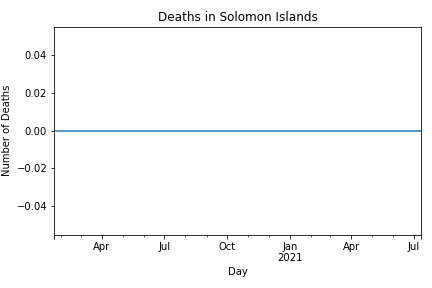 Deaths in Solomon Islands
Number of Deaths
0.04
0.02
0.00
−0.02
−0.04
Apr
Jul
Oct
Jan
2021
Apr
Jul
Day